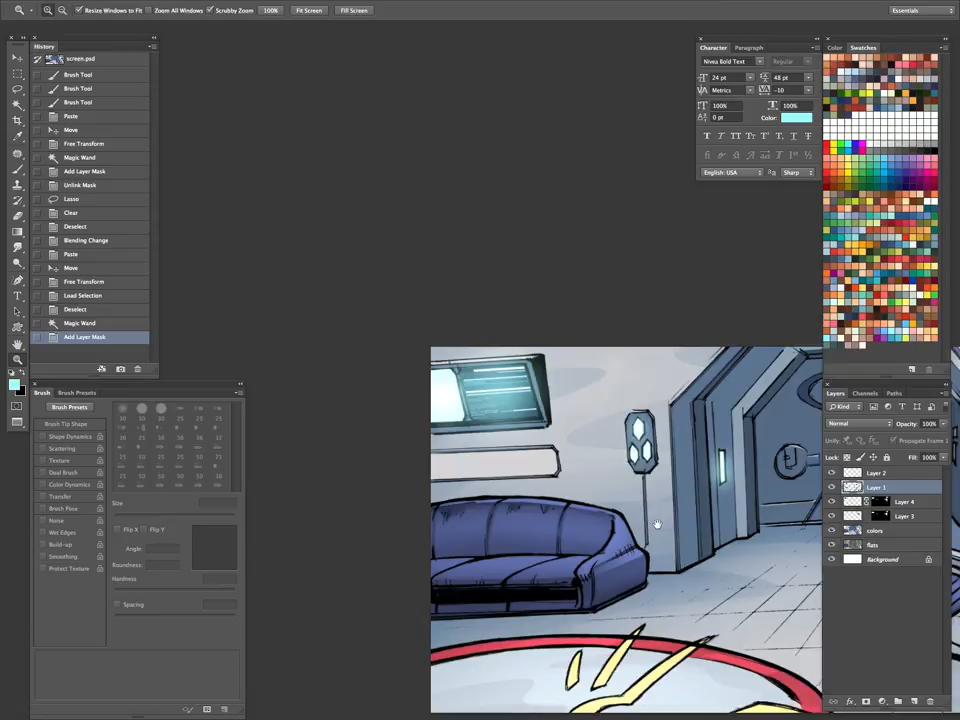 Resize Windows to Fit Zoom All Windows Scrubby Zoom 100% Fit Screen Fill Screen Essentials
History
screen.psd
Brush Tool
Brush Tool
Brush Tool
Paste
Move
Free Transform
Magic Wand
Add Layer Mask
Unlink Mask
Lasso
Clear
Deselect
Blending Change
Paste
Move
Free Transform
Load Selection
Deselect
Magic Wand
Add Layer Mask
Brush Brush Presets
Brush Presets
Brush Tip Shape
Shape Dynamics
Scattering
Texture
Dual Brush
Color Dynamics
Transfer
Brush Pose
Noise
Wet Edges
Build-up
Smoothing
Protect Texture
Size
Flip X Flip Y
Angle:
Roundness:
Hardness
Spacing
Character Paragraph
Nivea Bold Text Regular
24 pt 48 pt
Metrics -10
100% 100%
0 pt Color:
English: USA Sharp
Color Swatches
Layers Channels Paths
Kind
Normal Opacity: 100%
Unify: Propagate Frame 1
Lock: Fill: 100%
Layer 2
Layer 1
Layer 4
Layer 3
colors
flats
Background